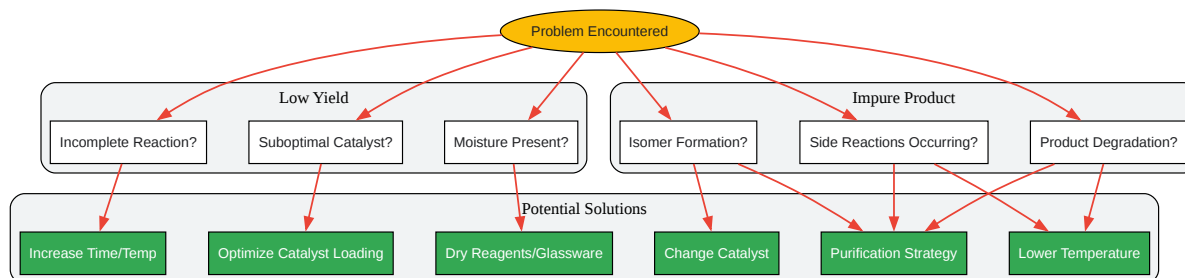 Problem Encountered
Low Yield
Impure Product
Incomplete Reaction?
Suboptimal Catalyst?
Moisture Present?
Isomer Formation?
Side Reactions Occurring?
Product Degradation?
Potential Solutions
Increase Time/Temp
Optimize Catalyst Loading
Dry Reagents/Glassware
Change Catalyst
Purification Strategy
Lower Temperature